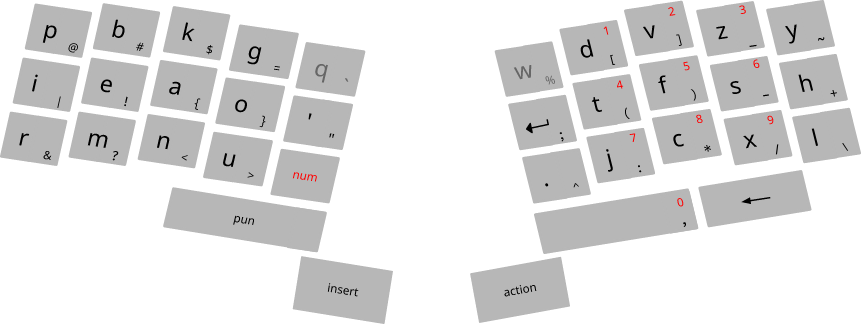 p @ b # k $ g = q `
i | e ! a { o } ' "
r & m ? n < u > num
pun
insert
w % d 1 [ v 2 ] z 3 _ y ~
; t 4 ( f 5 ) s 6 – h +
. ^ j 7 : c 8 * x 9 / l \
0 ,
action